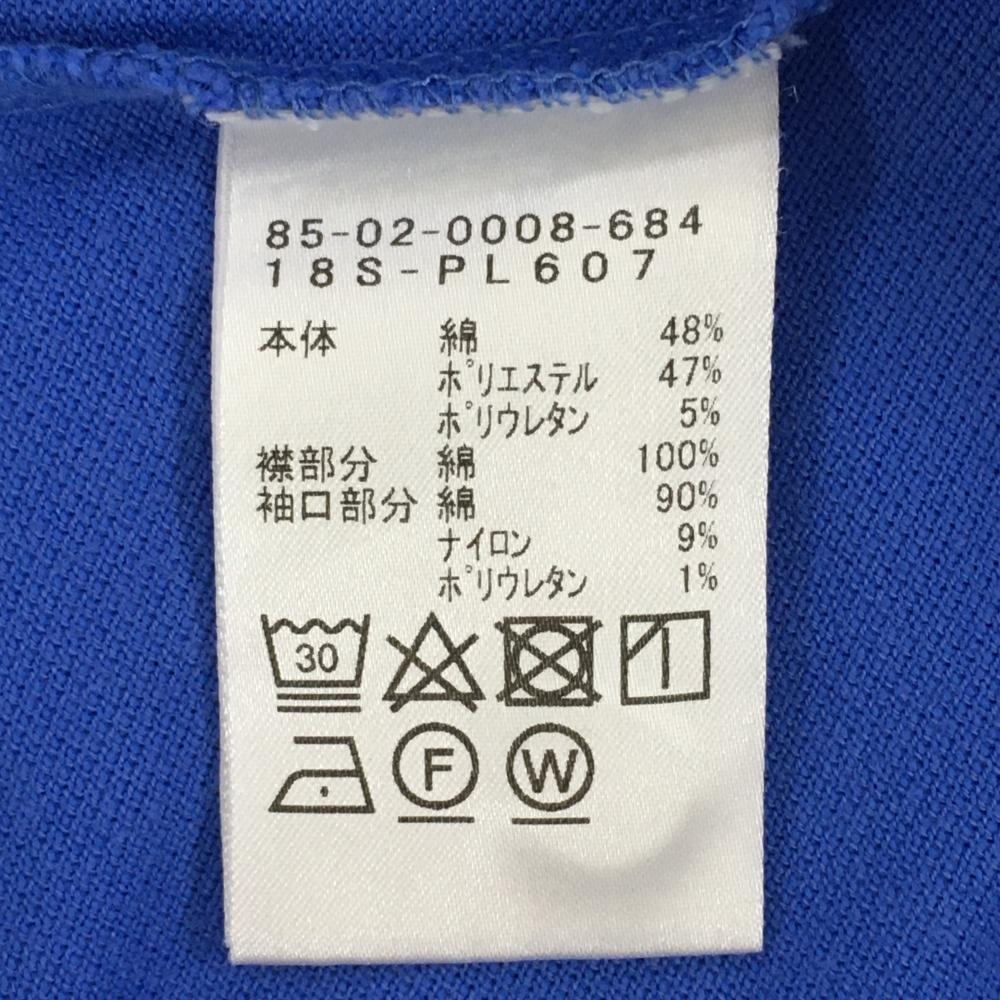 85-02-0008-684
18S-PL607
本体 綿 48%
ポリエステル 47%
ポリウレタン 5%
襟部分 綿 100%
袖口部分 綿 90%
ナイロン 9%
ポリウレタン 1%
30
F W